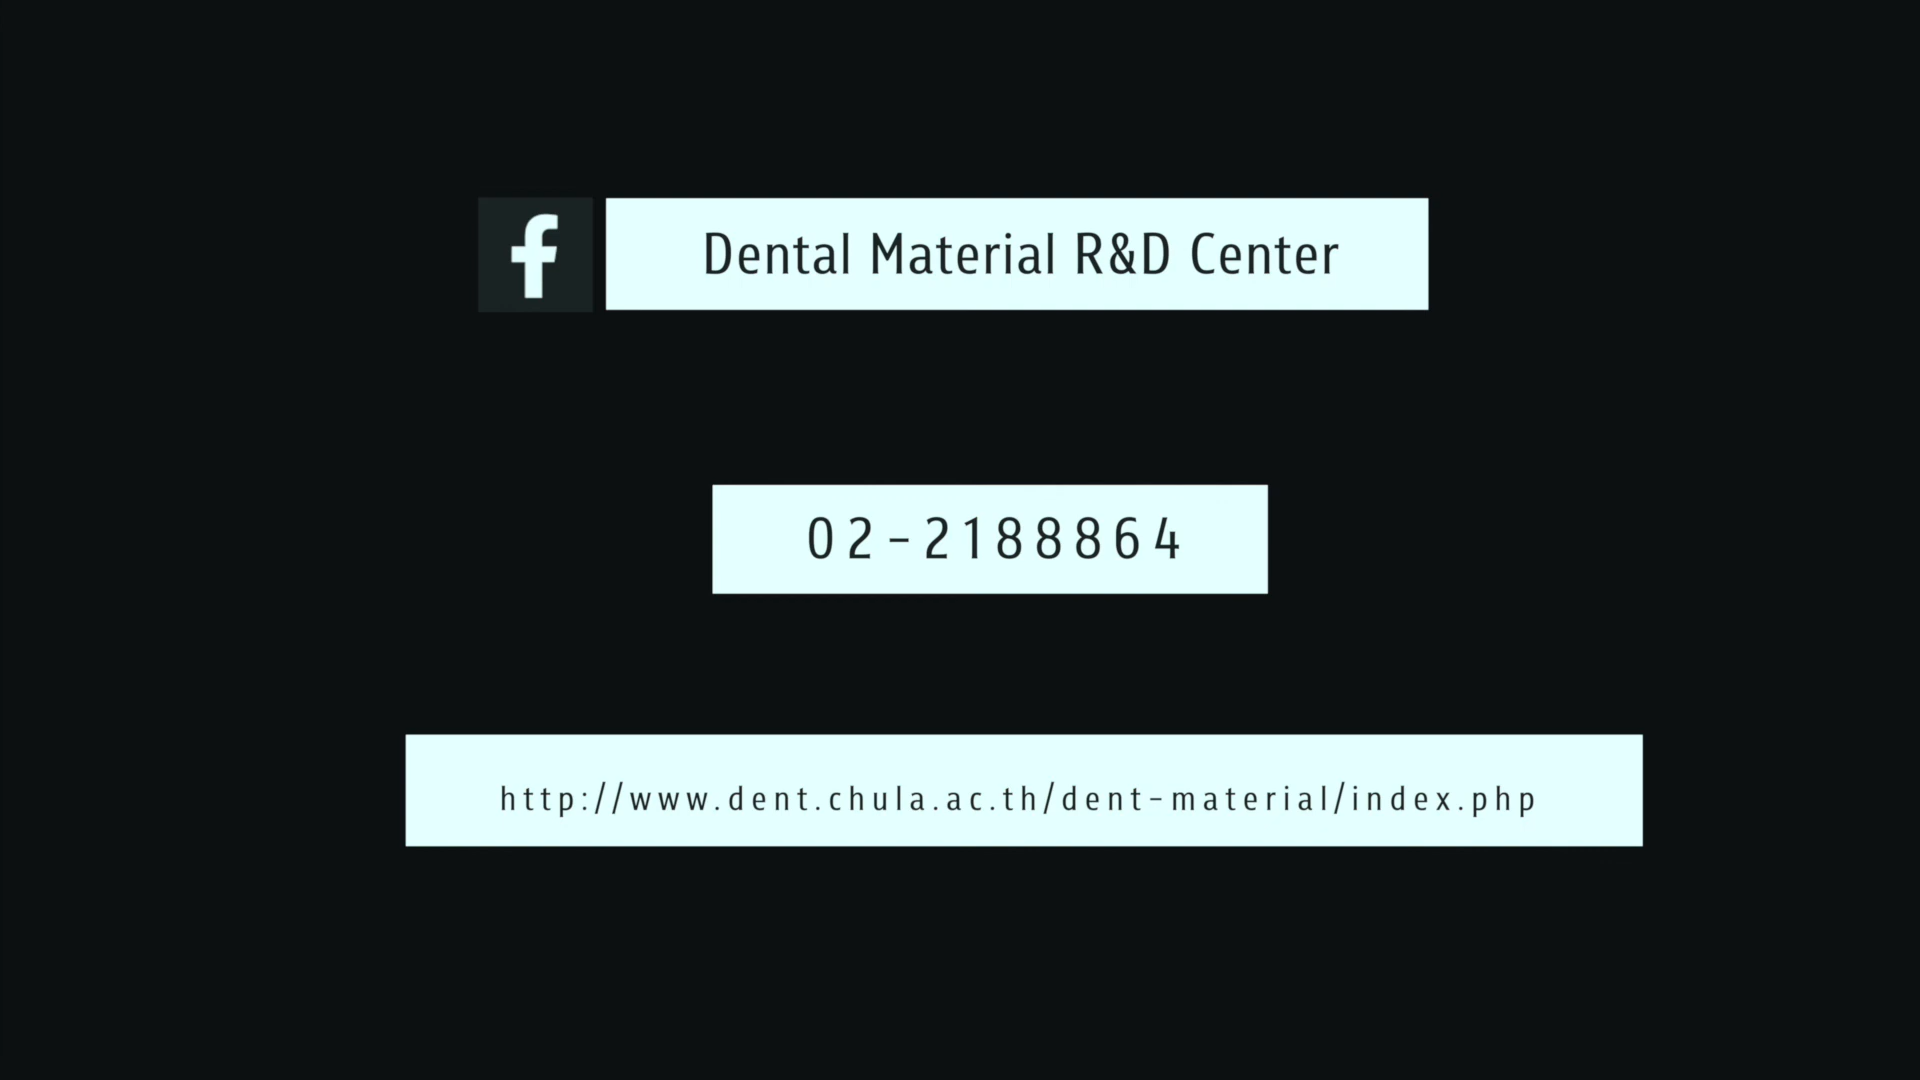 Dental Material R&D Center
02-2188864
http://www.dent.chula.ac.th/dent-material/index.php